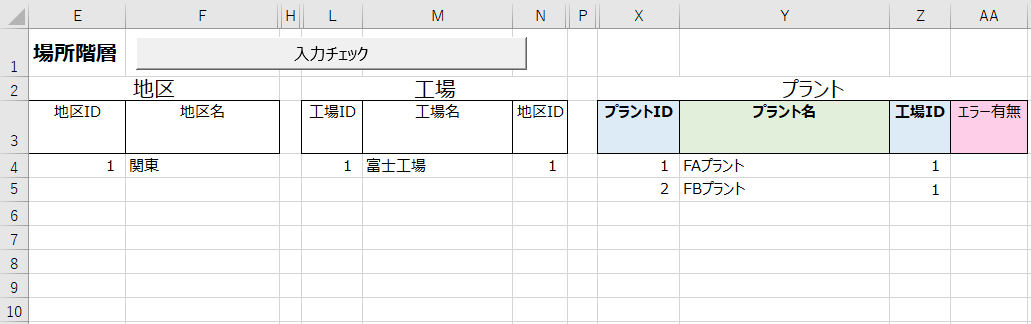 E F H L M N P X Y Z AA
1 場所階層 入力チェック
2 地区 工場 プラント
3 地区ID 地区名 工場ID 工場名 地区ID プラントID プラント名 工場ID エラー有無
4 1 関東 1 富士工場 1 1 FAプラント 1
5 2 FBプラント 1
6
7
8
9
10